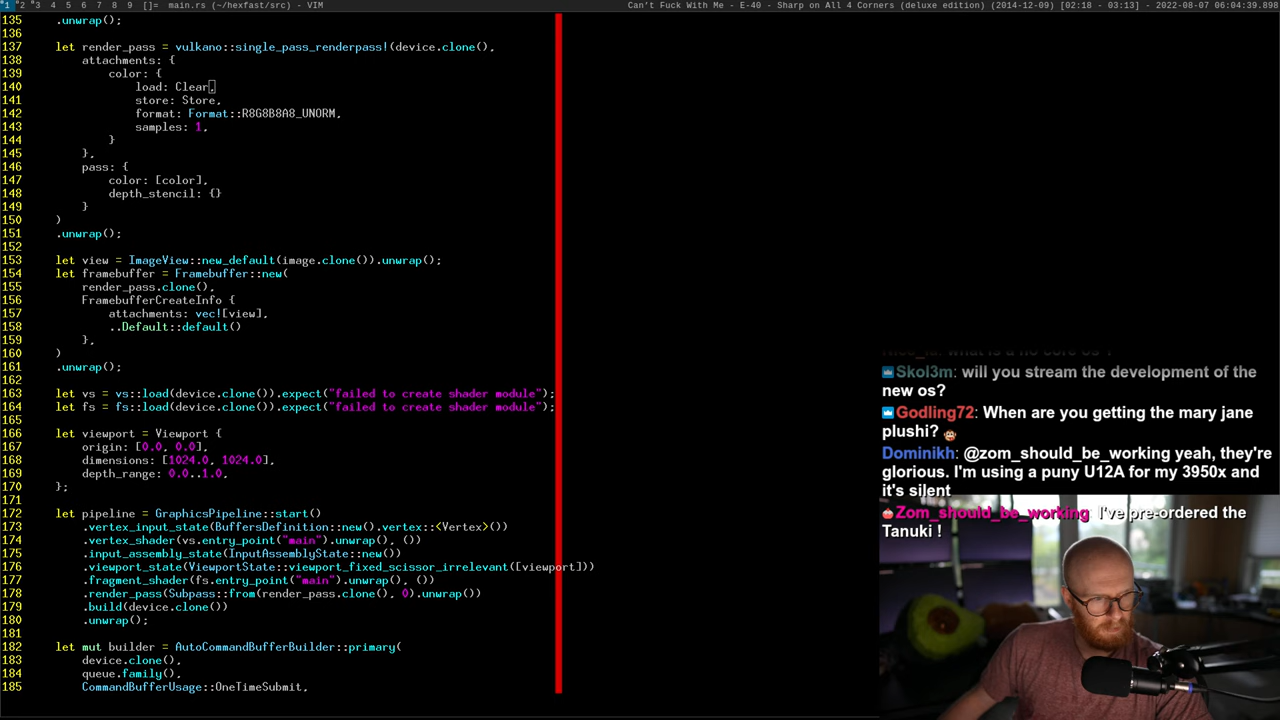 1 2 3 4 5 6 7 8 9 []= main.rs (~/hexfast/src) - VIM
Can't Fuck With Me - E-40 - Sharp on All 4 Corners (deluxe edition) (2014-12-09) [02:18 - 03:13] - 2022-08-07 06:04:39.898
135     .unwrap();
136
137     let render_pass = vulkano::single_pass_renderpass!(device.clone(),
138         attachments: {
139             color: {
140                 load: Clear,
141                 store: Store,
142                 format: Format::R8G8B8A8_UNORM,
143                 samples: 1,
144             }
145         },
146         pass: {
147             color: [color],
148             depth_stencil: {}
149         }
150     )
151     .unwrap();
152
153     let view = ImageView::new_default(image.clone()).unwrap();
154     let framebuffer = Framebuffer::new(
155         render_pass.clone(),
156         FramebufferCreateInfo {
157             attachments: vec![view],
158             ..Default::default()
159         },
160     )
161     .unwrap();
162
163     let vs = vs::load(device.clone()).expect("failed to create shader module");
164     let fs = fs::load(device.clone()).expect("failed to create shader module");
165
166     let viewport = Viewport {
167         origin: [0.0, 0.0],
168         dimensions: [1024.0, 1024.0],
169         depth_range: 0.0..1.0,
170     };
171
172     let pipeline = GraphicsPipeline::start()
173         .vertex_input_state(BuffersDefinition::new().vertex::<Vertex>())
174         .vertex_shader(vs.entry_point("main").unwrap(), ())
175         .input_assembly_state(InputAssemblyState::new())
176         .viewport_state(ViewportState::viewport_fixed_scissor_irrelevant([viewport]))
177         .fragment_shader(fs.entry_point("main").unwrap(), ())
178         .render_pass(Subpass::from(render_pass.clone(), 0).unwrap())
179         .build(device.clone())
180         .unwrap();
181
182     let mut builder = AutoCommandBufferBuilder::primary(
183         device.clone(),
184         queue.family(),
185         CommandBufferUsage::OneTimeSubmit,
Skol3m: will you stream the development of the
new os?
Godling72: When are you getting the mary jane
plushi?
Dominikh: @zom_should_be_working yeah, they're
glorious. I'm using a puny U12A for my 3950x and
it's silent
Zom_should_be_working I've pre-ordered the
Tanuki !